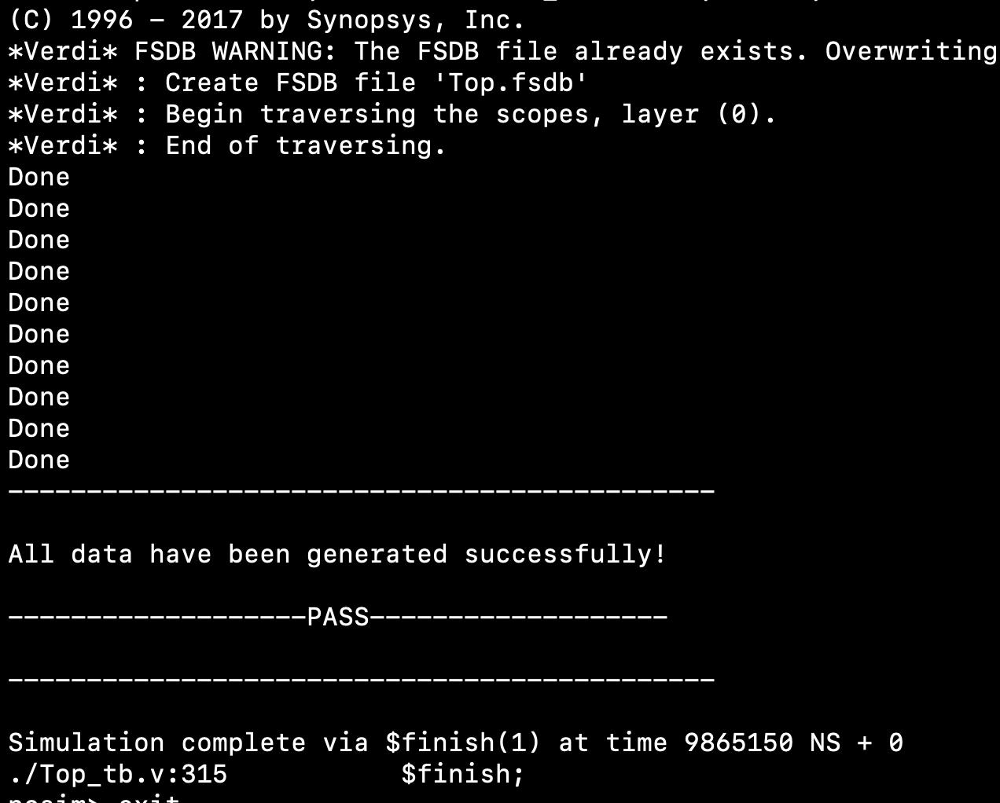 (C) 1996 - 2017 by Synopsys, Inc.
*Verdi* FSDB WARNING: The FSDB file already exists. Overwriting
*Verdi* : Create FSDB file 'Top.fsdb'
*Verdi* : Begin traversing the scopes, layer (0).
*Verdi* : End of traversing.
Done
Done
Done
Done
Done
Done
Done
Done
Done
Done
---------------------------------------------
All data have been generated successfully!
-------------------PASS-------------------
---------------------------------------------
Simulation complete via $finish(1) at time 9865150 NS + 0
./Top_tb.v:315           $finish;
exit